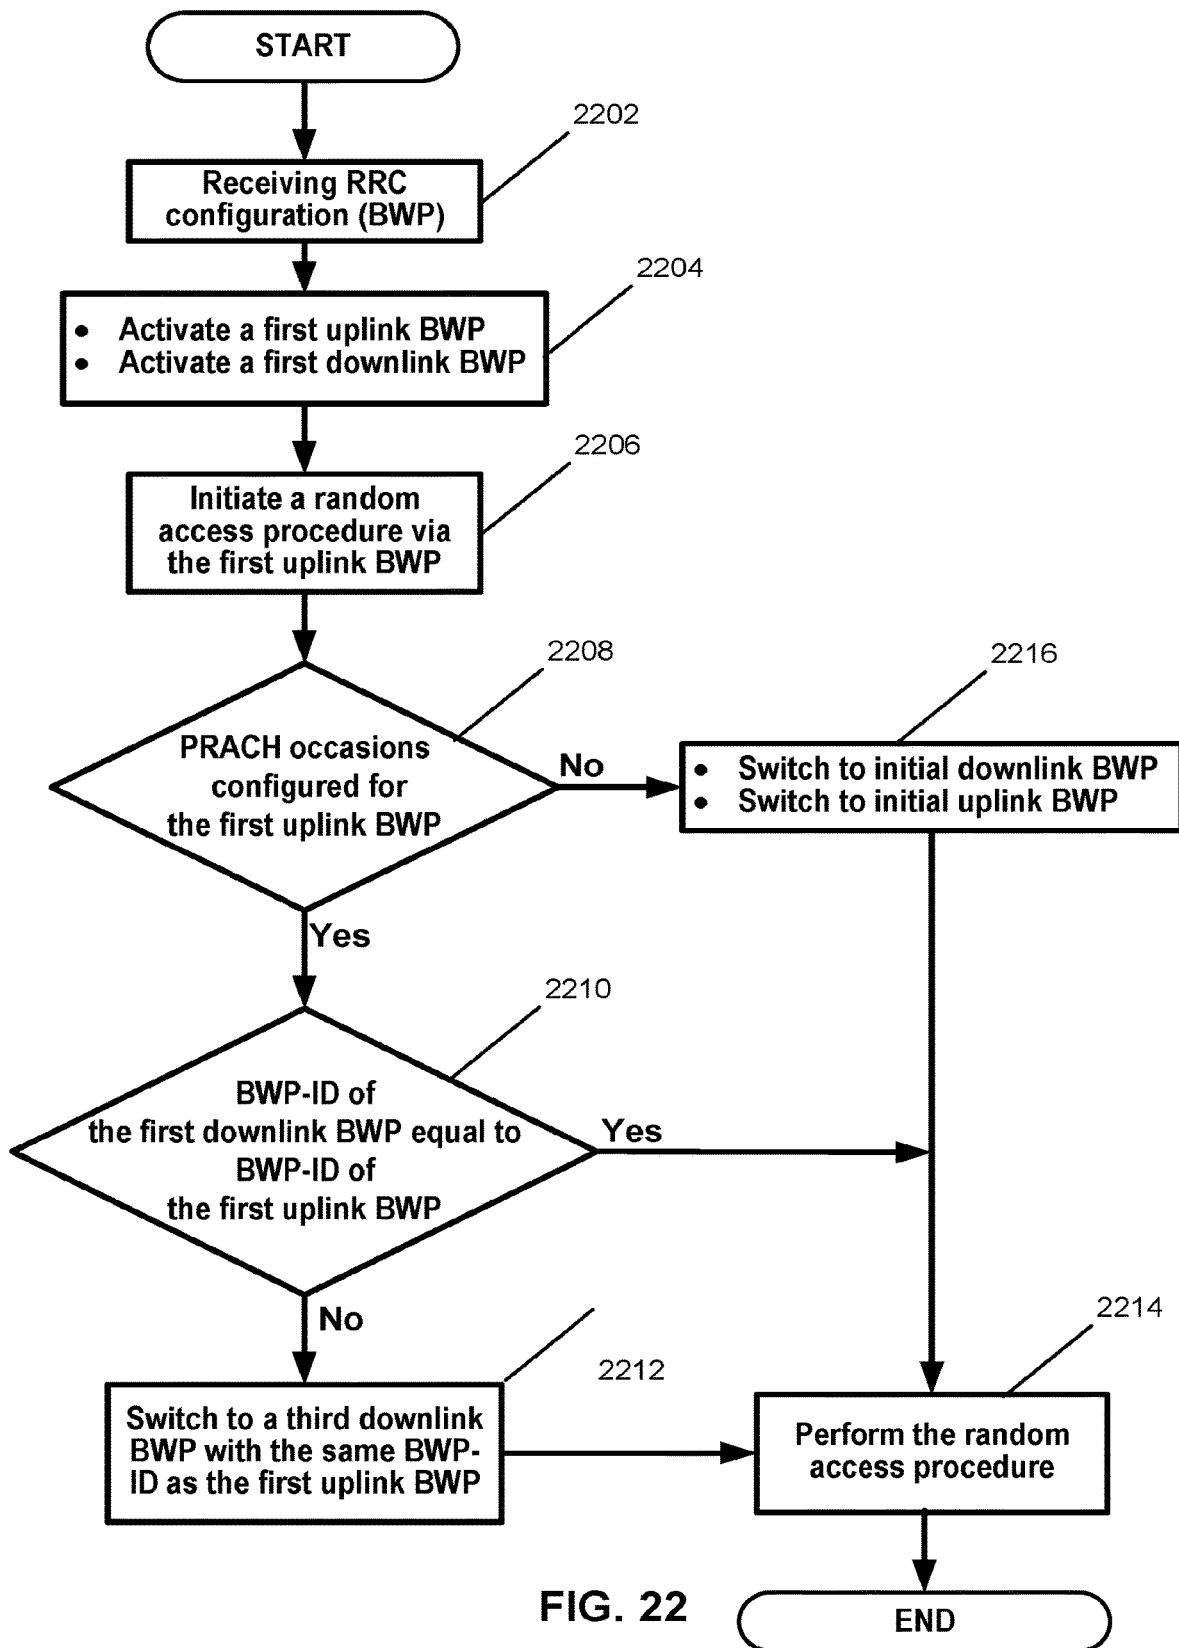 START
2202
Receiving RRC
configuration (BWP)
2204
• Activate a first uplink BWP
• Activate a first downlink BWP
2206
Initiate a random
access procedure via
the first uplink BWP
2208
PRACH occasions
configured for
the first uplink BWP
No
2216
• Switch to initial downlink BWP
• Switch to initial uplink BWP
Yes
2210
BWP-ID of
the first downlink BWP equal to
BWP-ID of
the first uplink BWP
Yes
No
2212
Switch to a third downlink
BWP with the same BWP-
ID as the first uplink BWP
2214
Perform the random
access procedure
FIG. 22
END